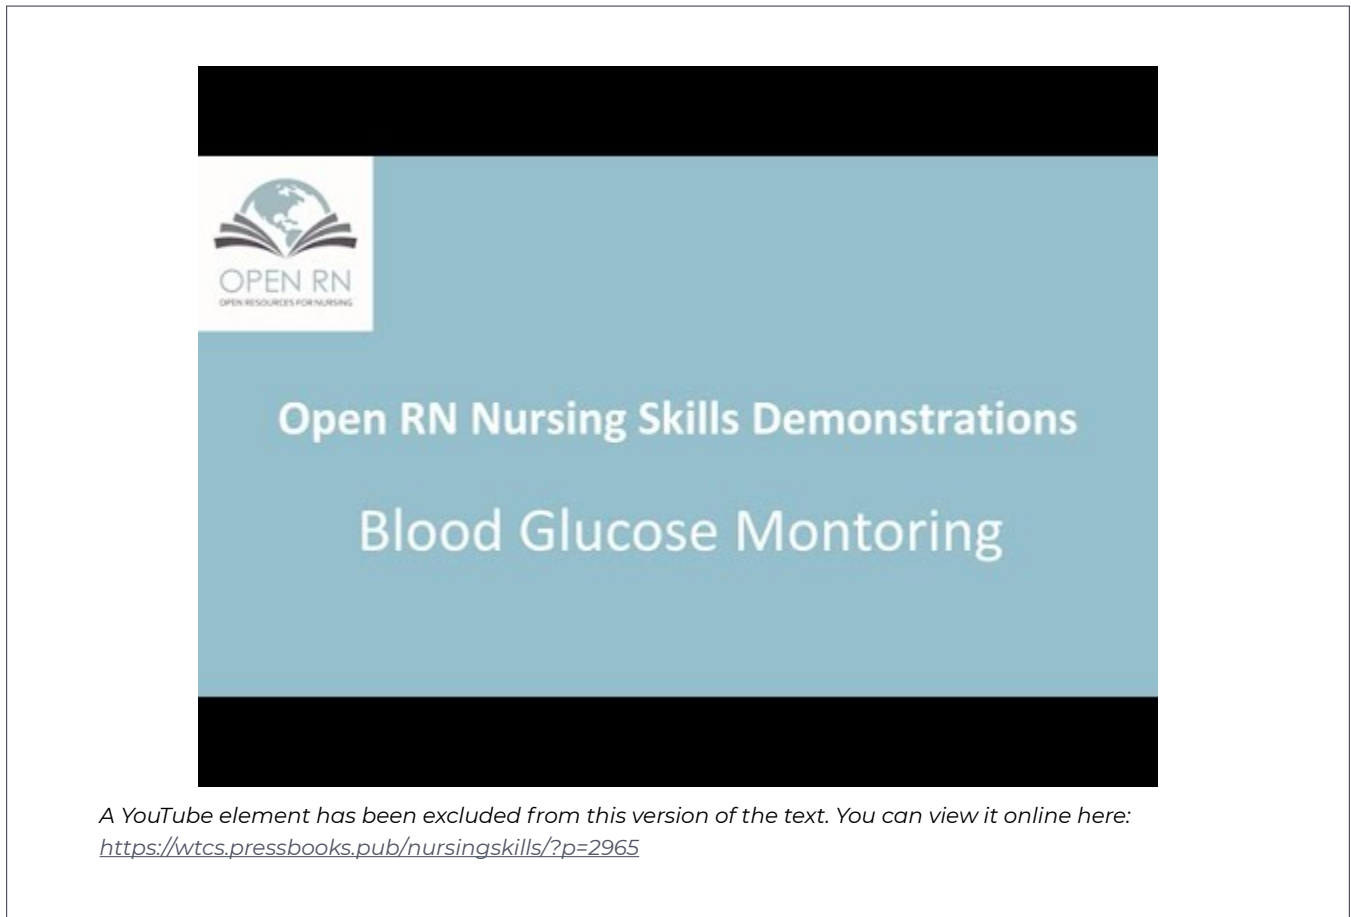 OPEN RN
OPEN RESOURCES FOR NURSING
Open RN Nursing Skills Demonstrations
Blood Glucose Montoring
A YouTube element has been excluded from this version of the text. You can view it online here:
https://wtcs.pressbooks.pub/nursingskills/?p=2965